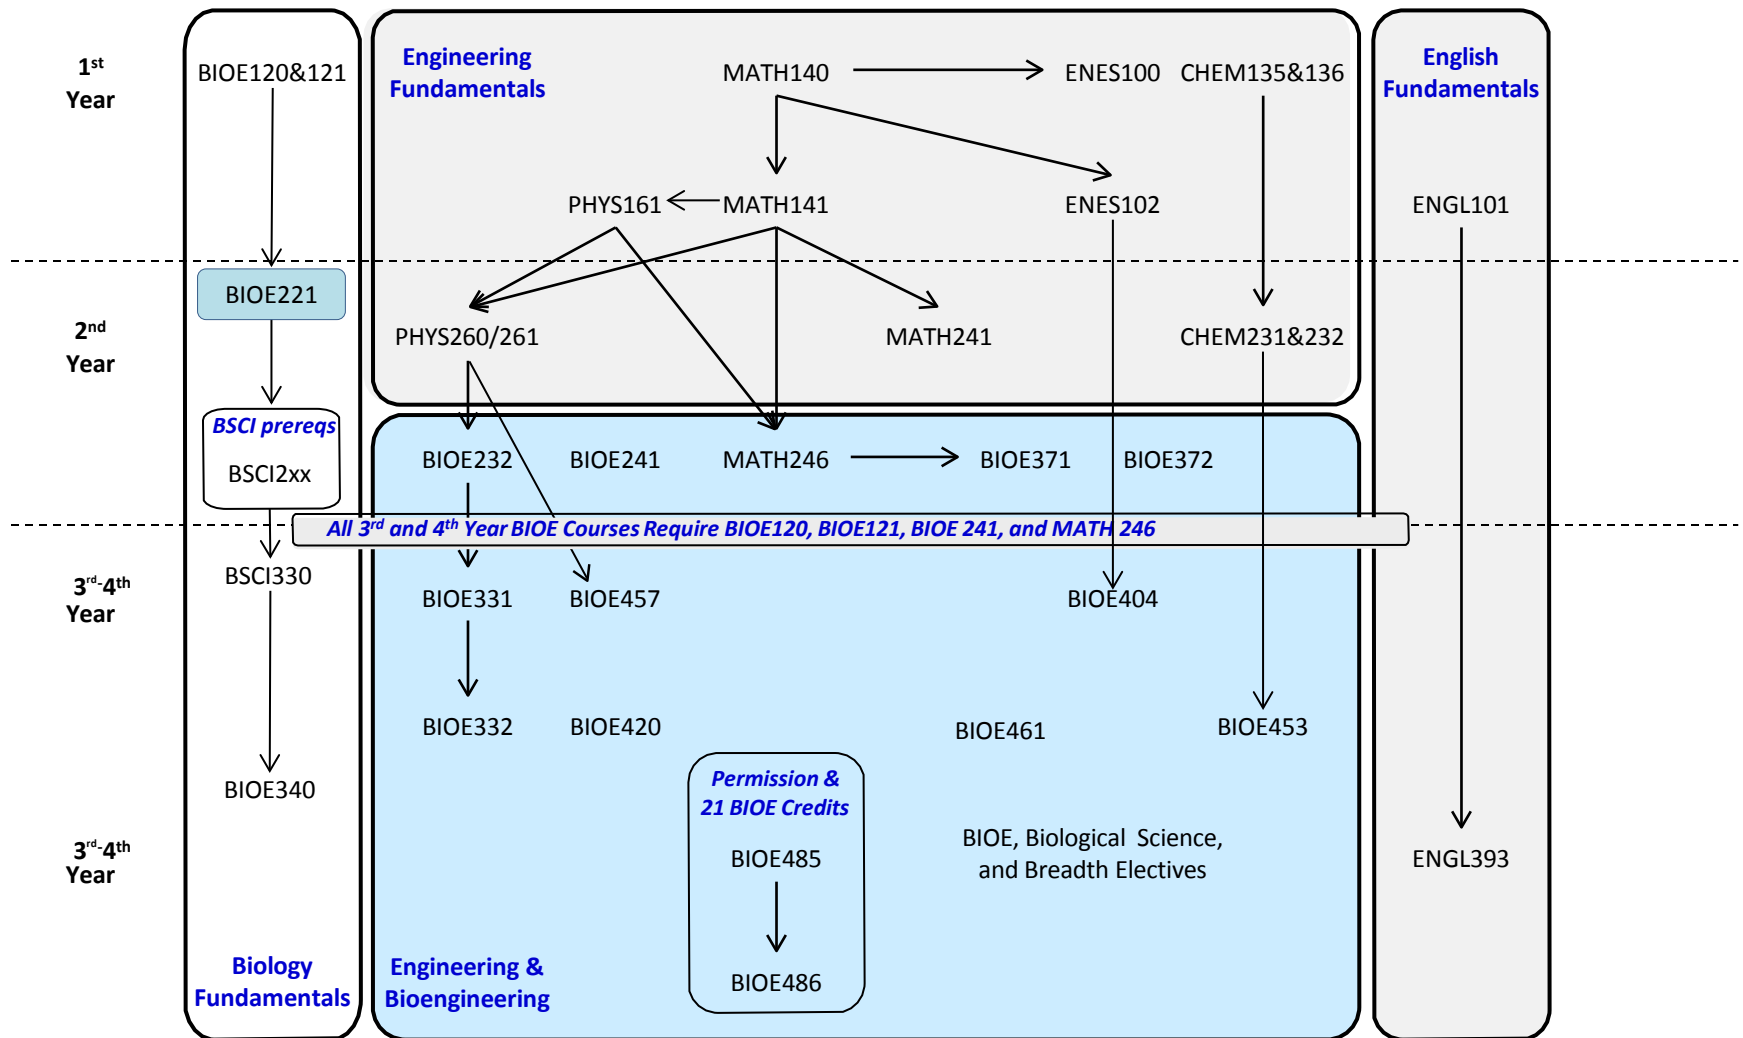 1st
Year
BIOE120&121
Engineering
Fundamentals
MATH140
ENES100
CHEM135&136
English
Fundamentals
PHYS161
MATH141
ENES102
ENGL101
BIOE221
2nd
Year
PHYS260/261
MATH241
CHEM231&232
BSCI prereqs
BSCI2xx
BIOE232
BIOE241
MATH246
BIOE371
BIOE372
All 3rd and 4th Year BIOE Courses Require BIOE120, BIOE121, BIOE 241, and MATH 246
3rd-4th
Year
BSCI330
BIOE331
BIOE457
BIOE404
BIOE332
BIOE420
BIOE461
BIOE453
BIOE340
Permission &
21 BIOE Credits
3rd-4th
Year
BIOE485
BIOE, Biological Science,
and Breadth Electives
ENGL393
Biology
Fundamentals
Engineering &
Bioengineering
BIOE486